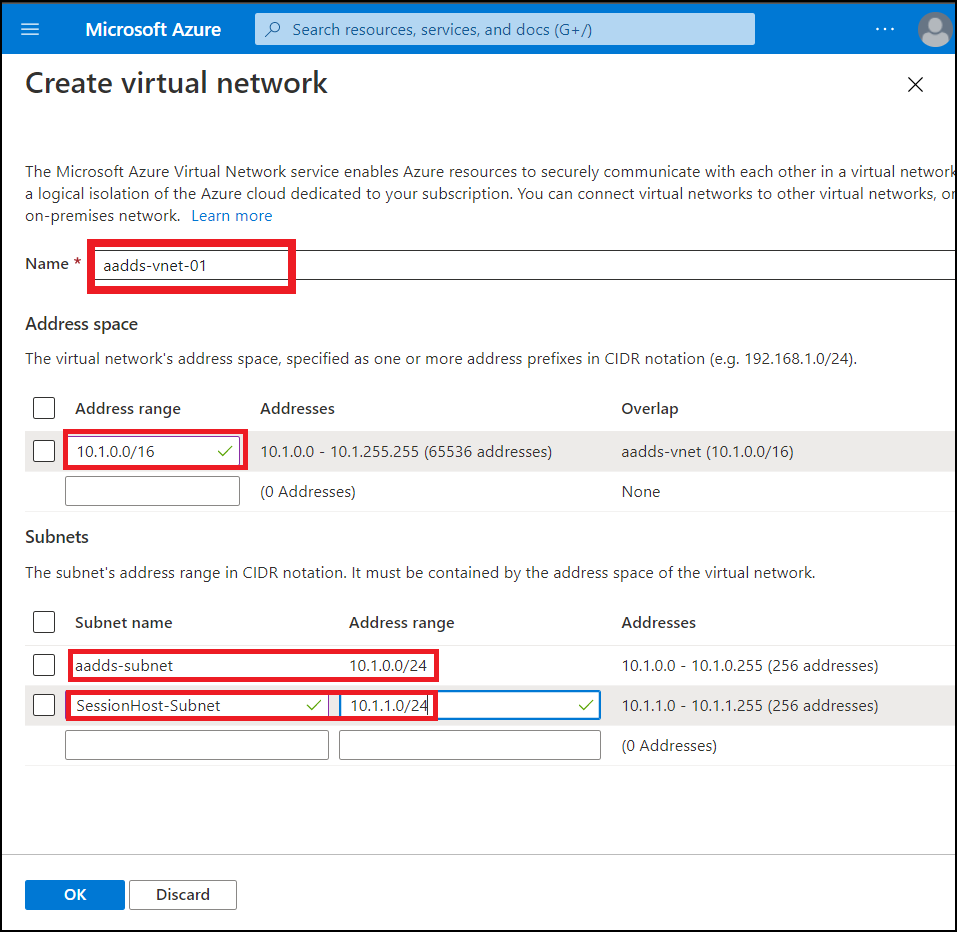 Microsoft Azure
Search resources, services, and docs (G+/)
...
Create virtual network
The Microsoft Azure Virtual Network service enables Azure resources to securely communicate with each other in a virtual network
a logical isolation of the Azure cloud dedicated to your subscription. You can connect virtual networks to other virtual networks, or
on-premises network. Learn more
Name * aadds-vnet-01
Address space
The virtual network's address space, specified as one or more address prefixes in CIDR notation (e.g. 192.168.1.0/24).
Address range Addresses Overlap
10.1.0.0/16 10.1.0.0 - 10.1.255.255 (65536 addresses) aadds-vnet (10.1.0.0/16)
(0 Addresses) None
Subnets
The subnet's address range in CIDR notation. It must be contained by the address space of the virtual network.
Subnet name Address range Addresses
aadds-subnet 10.1.0.0/24 10.1.0.0 - 10.1.0.255 (256 addresses)
SessionHost-Subnet 10.1.1.0/24 10.1.1.0 - 10.1.1.255 (256 addresses)
(0 Addresses)
OK Discard